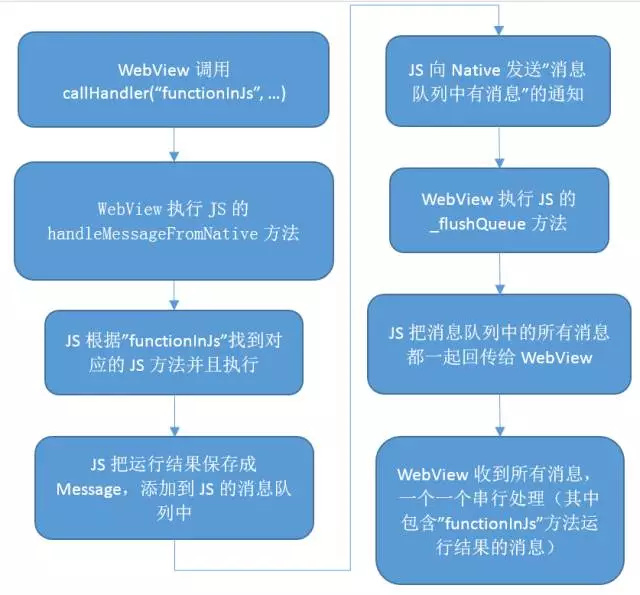 WebView 调用
callHandler(“functionInJs”, …)
WebView 执行 JS 的
handleMessageFromNative 方法
JS 根据”functionInJs”找到对
应的 JS 方法并且执行
JS 把运行结果保存成
Message，添加到 JS 的消息队
列中
JS 向 Native 发送”消息
队列中有消息”的通知
WebView 执行 JS 的
_flushQueue 方法
JS 把消息队列中的所有消息
都一起回传给 WebView
WebView 收到所有消息，
一个一个串行处理（其中
包含”functionInJs”方法运
行结果的消息）